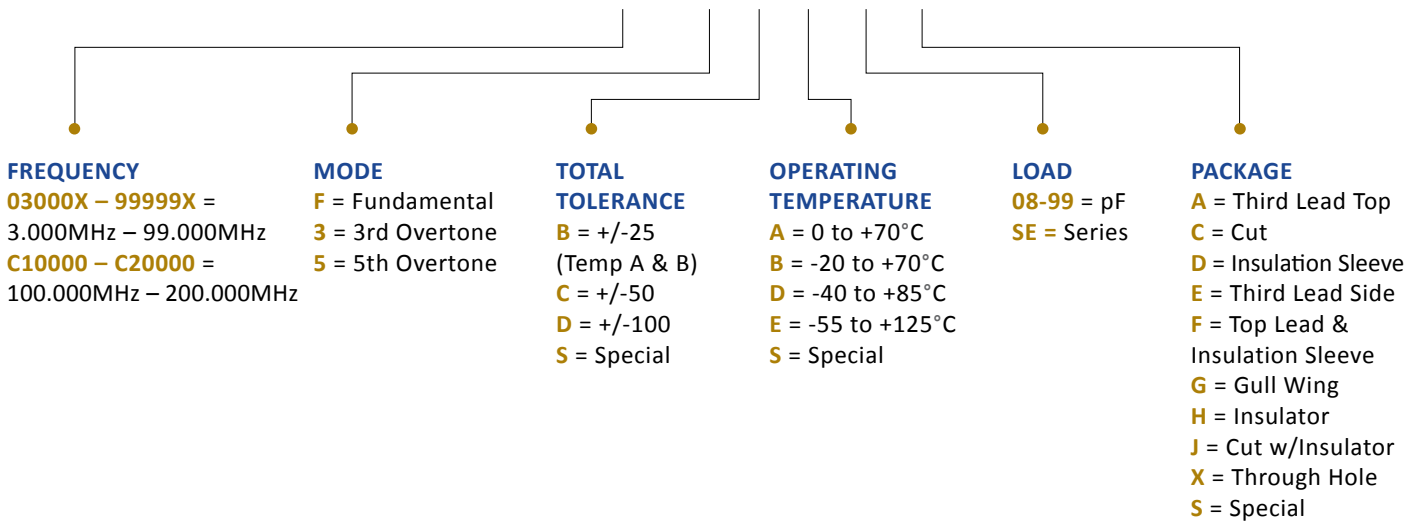 FREQUENCY
03000X – 99999X =
3.000MHz – 99.000MHz
C10000 – C20000 =
100.000MHz – 200.000MHz
MODE
F = Fundamental
3 = 3rd Overtone
5 = 5th Overtone
TOTAL
TOLERANCE
B = +/-25
(Temp A & B)
C = +/-50
D = +/-100
S = Special
OPERATING
TEMPERATURE
A = 0 to +70°C
B = -20 to +70°C
D = -40 to +85°C
E = -55 to +125°C
S = Special
LOAD
08-99 = pF
SE = Series
PACKAGE
A = Third Lead Top
C = Cut
D = Insulation Sleeve
E = Third Lead Side
F = Top Lead &
Insulation Sleeve
G = Gull Wing
H = Insulator
J = Cut w/Insulator
X = Through Hole
S = Special